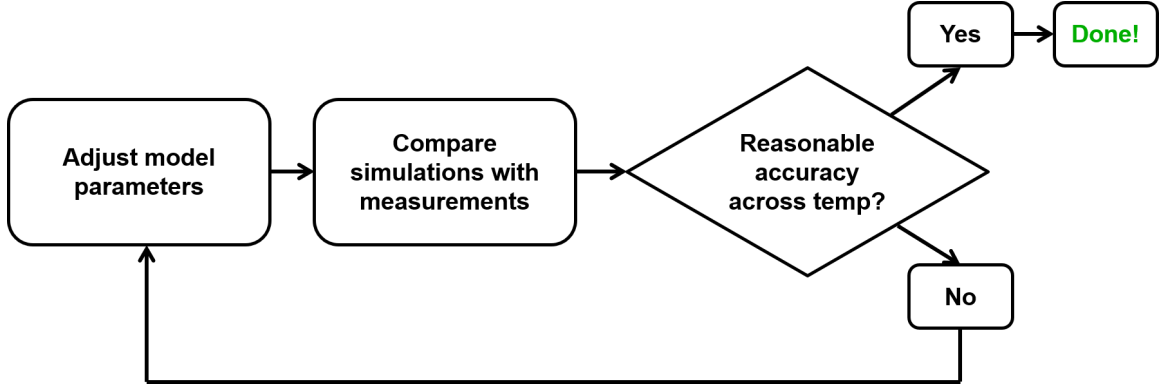 Adjust model
parameters
Compare
simulations with
measurements
Reasonable
accuracy
across temp?
Yes
Done!
No